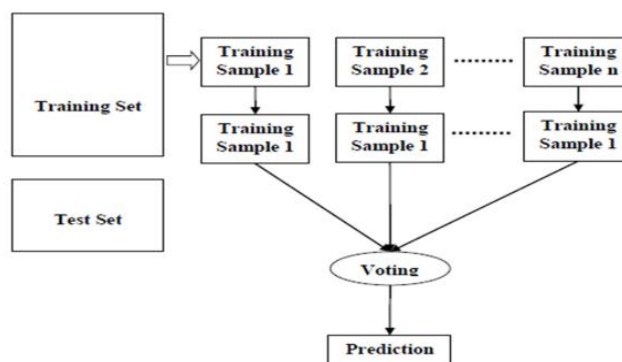 Training Set
Training
Sample 1
Training
Sample 2
Training
Sample n
Training
Sample 1
Training
Sample 1
Training
Sample 1
Test Set
Voting
Prediction